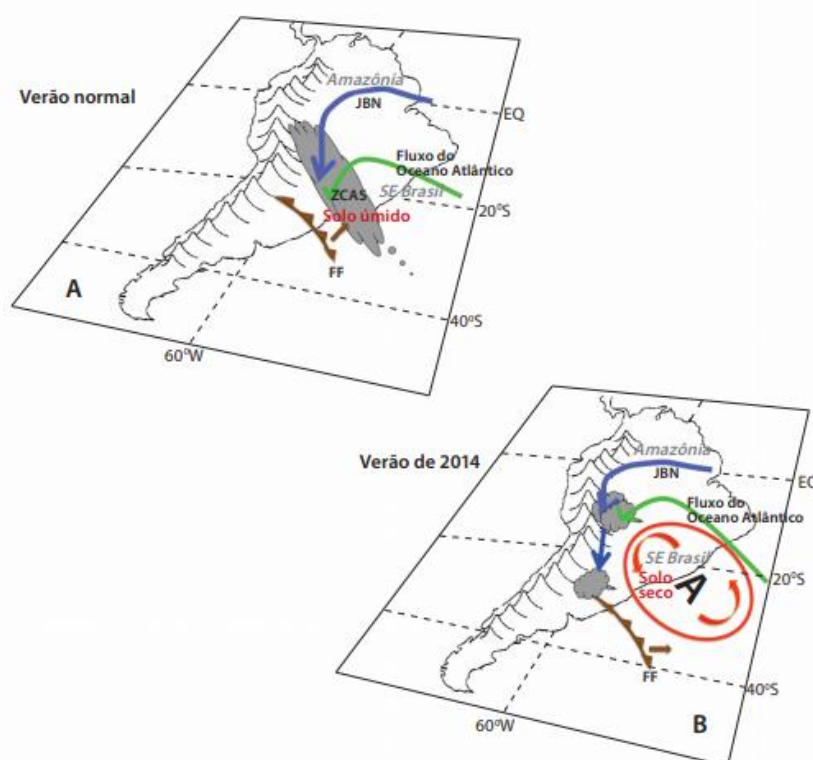 Verão normal
Amazônia
JBN
EQ
Fluxo do
Oceano Atlântico
ZCAS
SE Brasil
20ºS
Solo úmido
FF
A
40ºS
60ºW
Verão de 2014
Amazônia
JBN
EQ
Fluxo do
Oceano Atlântico
SE Brasil
Solo
seco
A
20ºS
FF
40ºS
60ºW
B